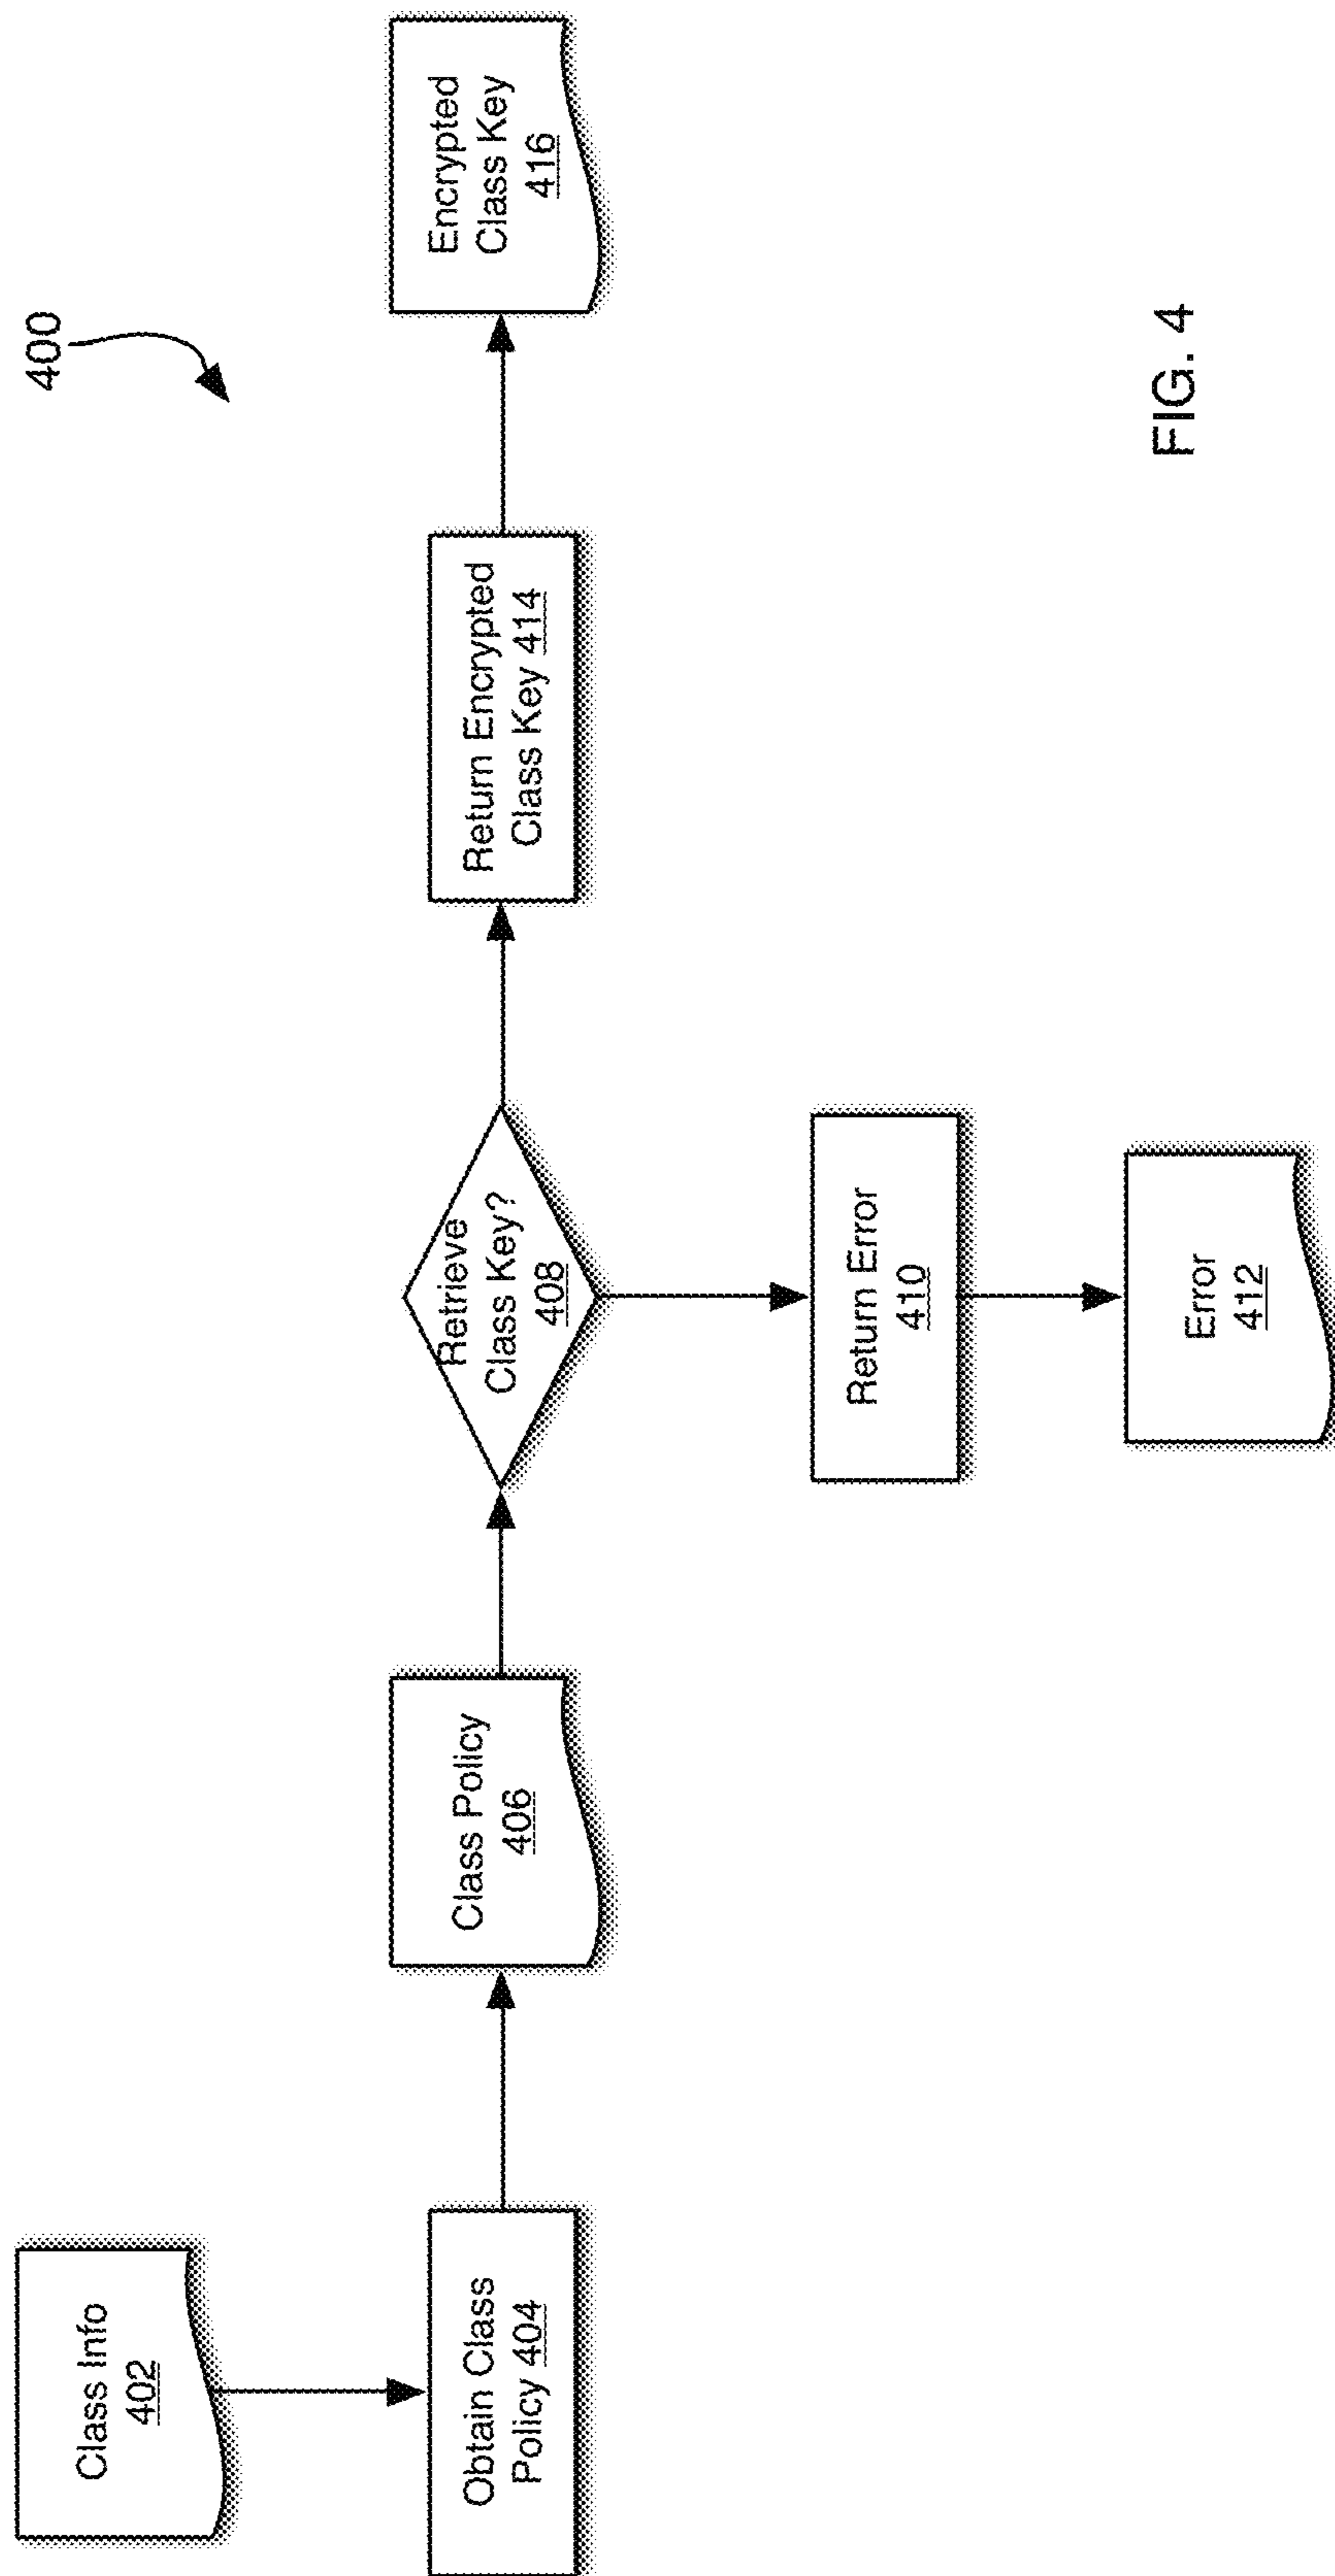 400
Class Info
402
Obtain Class
Policy 404
Class Policy
406
Retrieve
Class Key?
408
Return Error
410
Error
412
Return Encrypted
Class Key 414
Encrypted
Class Key
416
FIG. 4